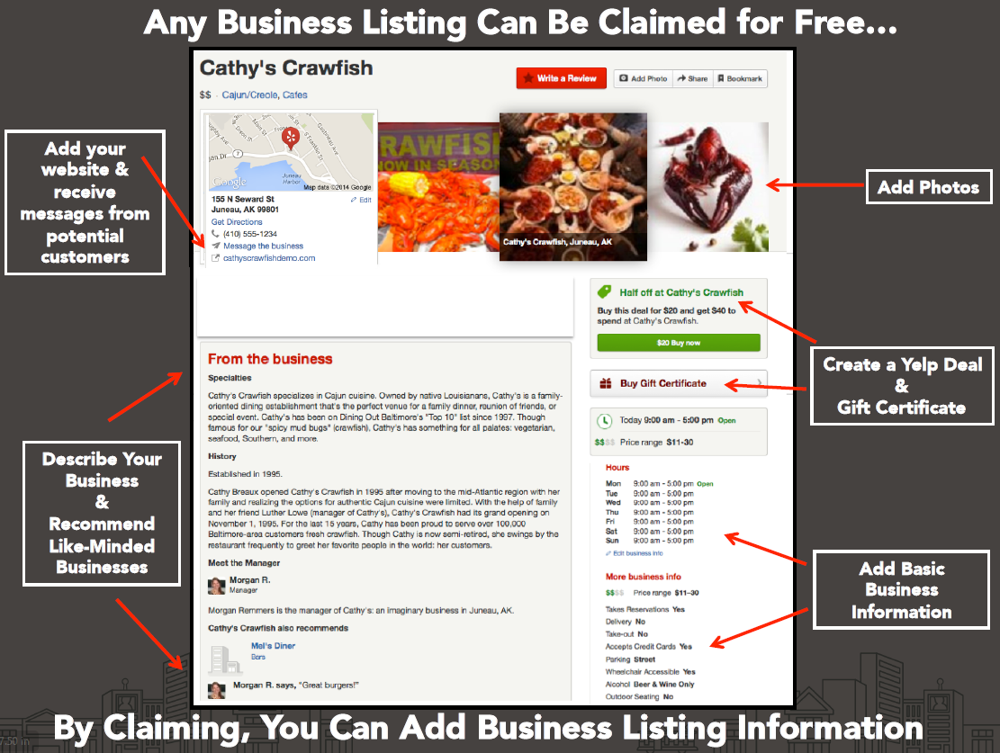 Any Business Listing Can Be Claimed for Free...
Cathy's Crawfish
$$ · Cajun/Creole, Cafes
Write a Review
Add Photo
Share
Bookmark
Add your
website &
receive
messages from
potential
customers
Juneau
Harbor
Google
Map data ©2014 Google
155 N Seward St
Juneau, AK 99801
Edit
Get Directions
(410) 555-1234
Message the business
cathyscrawfishdemo.com
RAWFIS
NOW IN SEASON
Cathy's Crawfish, Juneau, AK
Add Photos
Half off at Cathy's Crawfish
Buy this deal for $20 and get $40 to
spend at Cathy's Crawfish.
$20 Buy now
Buy Gift Certificate
Create a Yelp Deal
&
Gift Certificate
Today 9:00 am - 5:00 pm Open
$$$$ Price range $11-30
From the business
Specialties
Cathy's Crawfish specializes in Cajun cuisine. Owned by native Louisianans, Cathy's is a family-
oriented dining establishment that's the perfect venue for a family dinner, reunion of friends, or
special event. Cathy's has been on Dining Out Baltimore's "Top 10" list since 1997. Though
famous for our "spicy mud bugs" (crawfish), Cathy's has something for all palates: vegetarian,
seafood, Southern, and more.
History
Established in 1995.
Cathy Breaux opened Cathy's Crawfish in 1995 after moving to the mid-Atlantic region with her
family and realizing the options for authentic Cajun cuisine were limited. With the help of family
and her friend Luther Lowe (manager of Cathy's), Cathy's Crawfish had its grand opening on
November 1, 1995. For the last 15 years, Cathy has been proud to serve over 100,000
Baltimore-area customers fresh crawfish. Though Cathy is now semi-retired, she swings by the
restaurant frequently to greet her favorite people in the world: her customers.
Meet the Manager
Morgan R.
Manager
Morgan Remmers is the manager of Cathy's: an imaginary business in Juneau, AK.
Cathy's Crawfish also recommends
Mel's Diner
Bars
Morgan R. says, "Great burgers!"
Describe Your
Business
&
Recommend
Like-Minded
Businesses
Hours
Mon 9:00 am - 5:00 pm Open
Tue 9:00 am - 5:00 pm
Wed 9:00 am - 5:00 pm
Thu 9:00 am - 5:00 pm
Fri 9:00 am - 5:00 pm
Sat 9:00 am - 5:00 pm
Sun 9:00 am - 5:00 pm
Edit business info
More business info
$$$$ Price range $11-30
Takes Reservations Yes
Delivery No
Take-out No
Accepts Credit Cards Yes
Parking Street
Wheelchair Accessible Yes
Alcohol Beer & Wine Only
Outdoor Seating No
Add Basic
Business
Information
By Claiming, You Can Add Business Listing Information